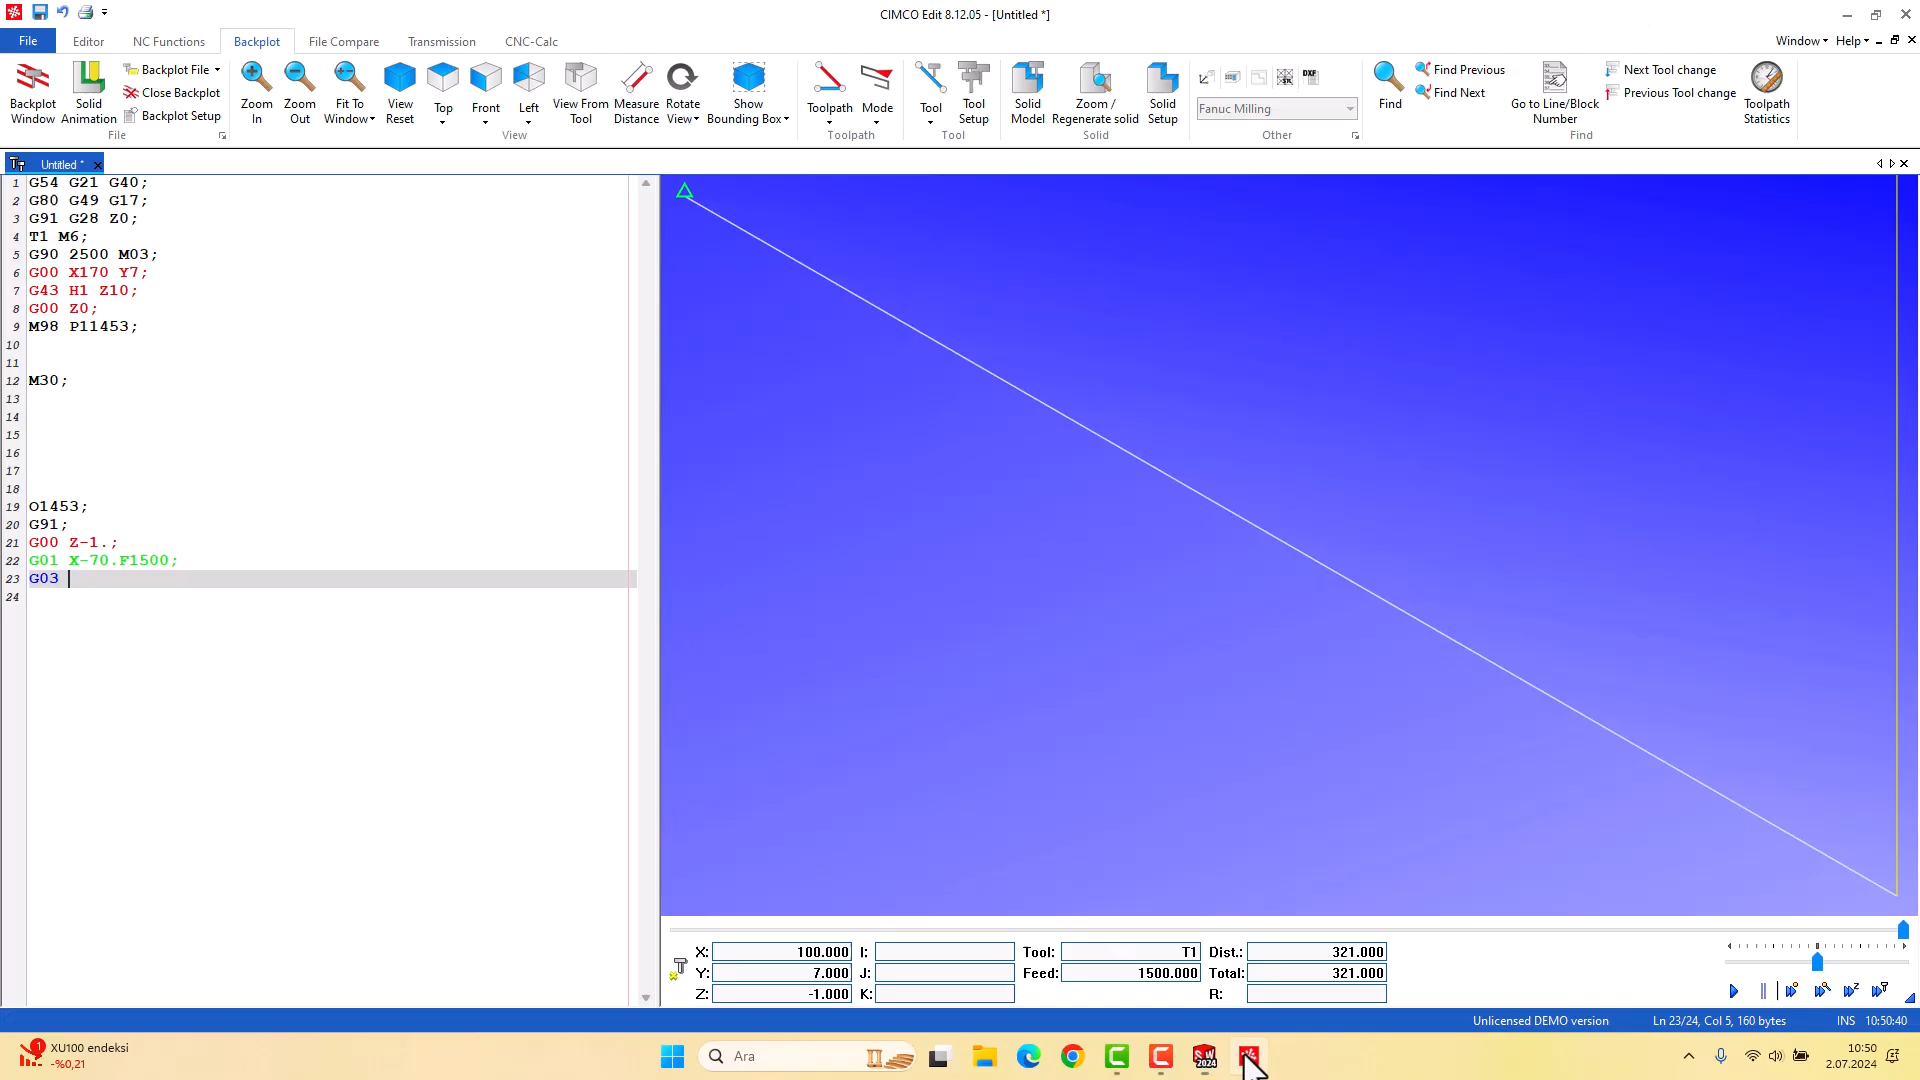 CIMCO Edit 8.12.05 - [Untitled *]
File Editor NC Functions Backplot File Compare Transmission CNC-Calc Window Help
Backplot Window
Solid Animation
Backplot File
Close Backplot
Backplot Setup
File
Zoom In
Zoom Out
Fit To Window
View Reset
Top
Front
Left
View From Tool
Measure Distance
Rotate View
Show Bounding Box
View
Toolpath
Mode
Toolpath
Tool
Tool Setup
Tool
Solid Model
Zoom / Regenerate solid
Solid Setup
Solid
DXF
Fanuc Milling
Other
Find
Find Previous
Find Next
Go to Line/Block Number
Next Tool change
Previous Tool change
Find
Toolpath Statistics
Untitled *
1 G54 G21 G40;
2 G80 G49 G17;
3 G91 G28 Z0;
4 T1 M6;
5 G90 2500 M03;
6 G00 X170 Y7;
7 G43 H1 Z10;
8 G00 Z0;
9 M98 P11453;
10
11
12 M30;
13
14
15
16
17
18
19 O1453;
20 G91;
21 G00 Z-1.;
22 G01 X-70.F1500;
23 G03
24
X: 100.000 I: Tool: T1 Dist.: 321.000
Y: 7.000 J: Feed: 1500.000 Total: 321.000
Z: -1.000 K: R:
Unlicensed DEMO version Ln 23/24, Col 5, 160 bytes INS 10:50:40
1
XU100 endeksi
-%0,21
Ara
SW 2024
10:50
2.07.2024